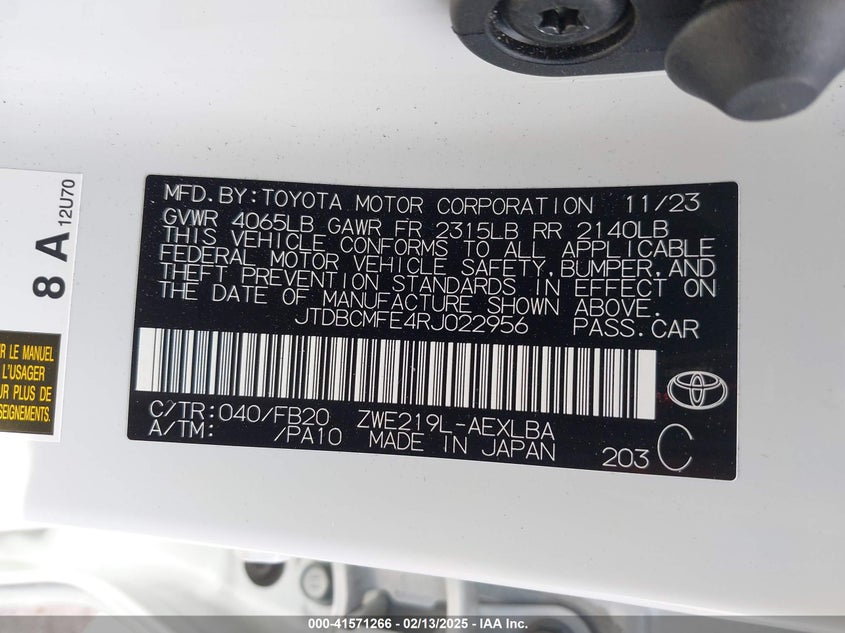 MFD.BY:TOYOTA MOTOR CORPORATION 11/23
GVWR 4065LB GAWR FR 2315LB RR 2140LB
THIS VEHICLE CONFORMS TO ALL APPLICABLE
FEDERAL MOTOR VEHICLE SAFETY,BUMPER,AND
THEFT PREVENTION STANDARDS IN EFFECT ON
THE DATE OF MANUFACTURE SHOWN ABOVE.
JTDBCMFE4RJ022956 PASS.CAR
C/TR:040/FB20 ZWE219L-AEXLBA
A/TM: /PA10 MADE IN JAPAN
203 C
8 A 12U70
R LE MANUEL
L'USAGER
UR PLUS DE
SEIGNEMENTS.
000-41571266 - 02/13/2025 - IAA Inc.